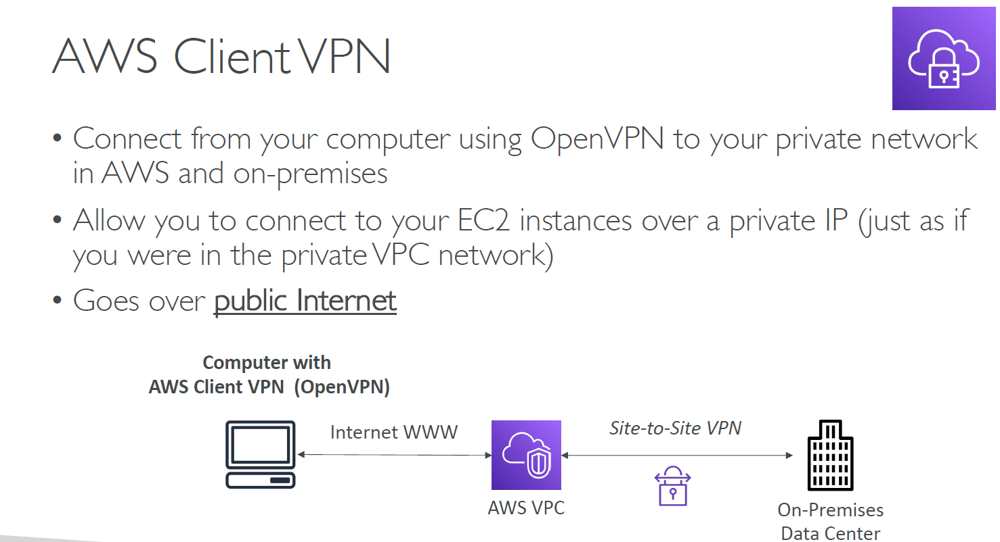 AWS Client VPN
• Connect from your computer using OpenVPN to your private network
in AWS and on-premises
• Allow you to connect to your EC2 instances over a private IP (just as if
you were in the private VPC network)
• Goes over public Internet
Computer with
AWS Client VPN (OpenVPN)
Internet WWW
Site-to-Site VPN
AWS VPC
On-Premises
Data Center